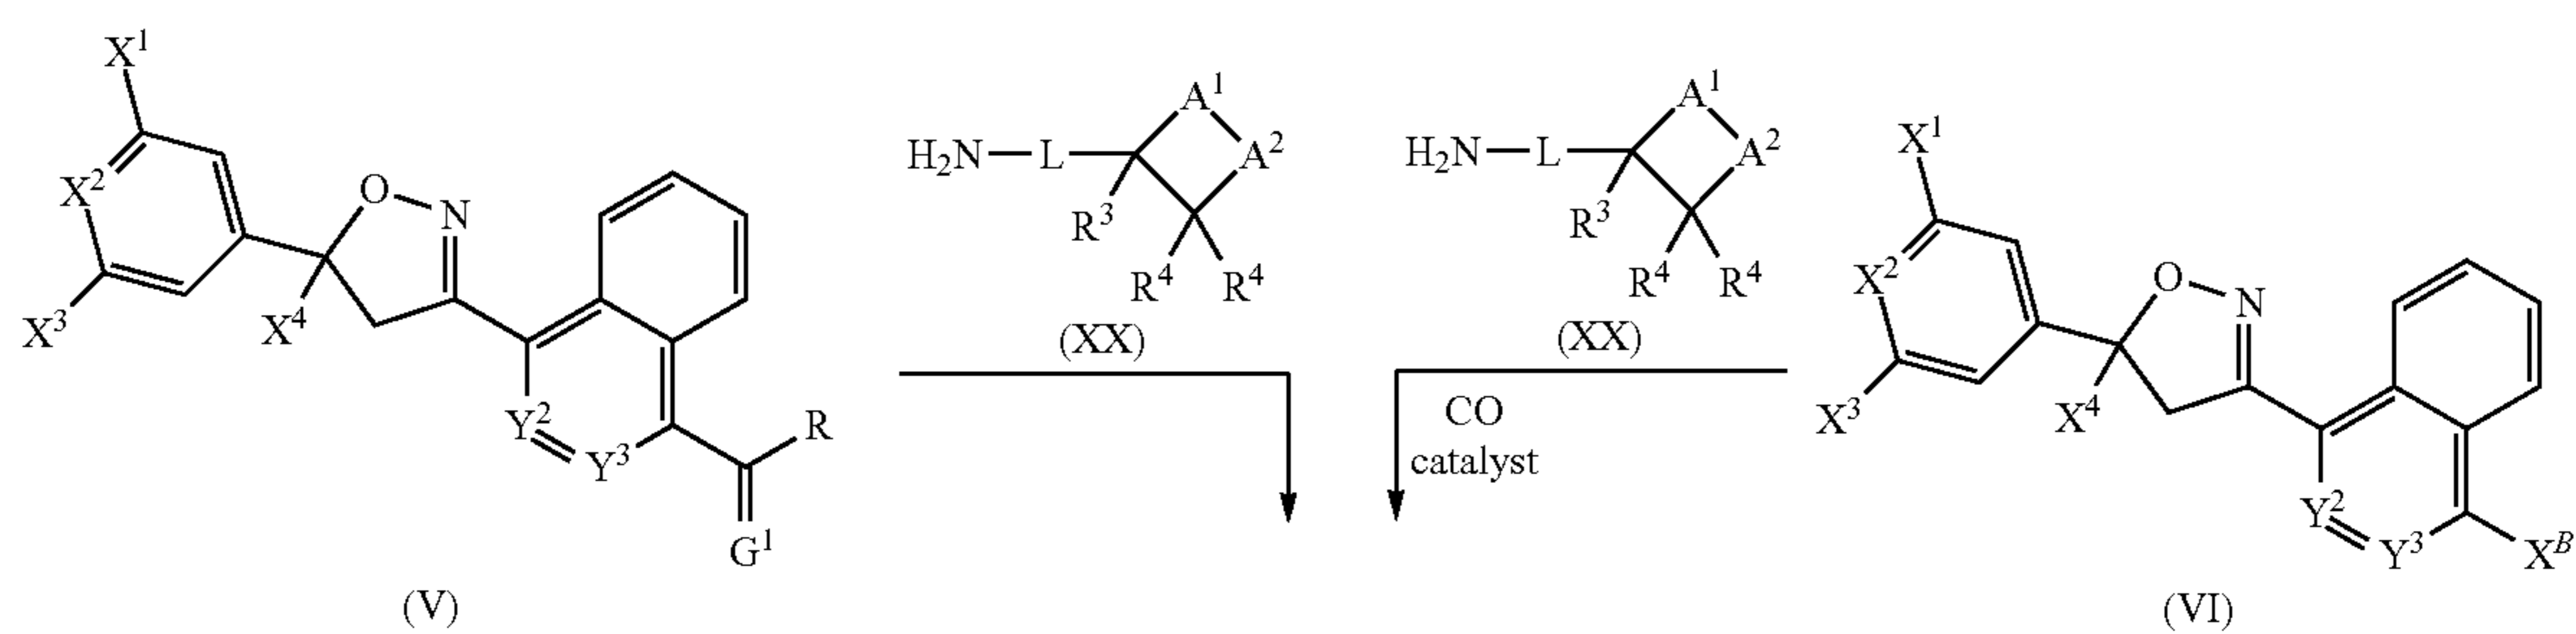 X¹
X²
X³
X⁴
O
N
Y²
Y³
R
G¹
(V)
H₂N—L
A¹
A²
R³
R⁴ R⁴
(XX)
H₂N—L
A¹
A²
R³
R⁴ R⁴
(XX)
CO
catalyst
X¹
X²
X³
X⁴
O
N
Y²
Y³
Xᴮ
(VI)